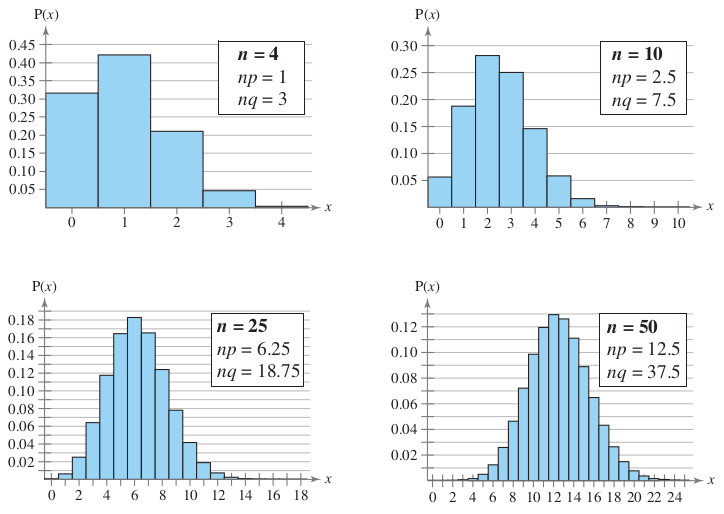 P(x)
0.45
0.40
0.35
0.30
0.25
0.20
0.15
0.10
0.05
n = 4
np = 1
nq = 3
0 1 2 3 4 x
P(x)
0.30
0.25
0.20
0.15
0.10
0.05
n = 10
np = 2.5
nq = 7.5
0 1 2 3 4 5 6 7 8 9 10 x
P(x)
0.18
0.16
0.14
0.12
0.10
0.08
0.06
0.04
0.02
n = 25
np = 6.25
nq = 18.75
0 2 4 6 8 10 12 14 16 18 x
P(x)
0.12
0.10
0.08
0.06
0.04
0.02
n = 50
np = 12.5
nq = 37.5
0 2 4 6 8 10 12 14 16 18 20 22 24 x